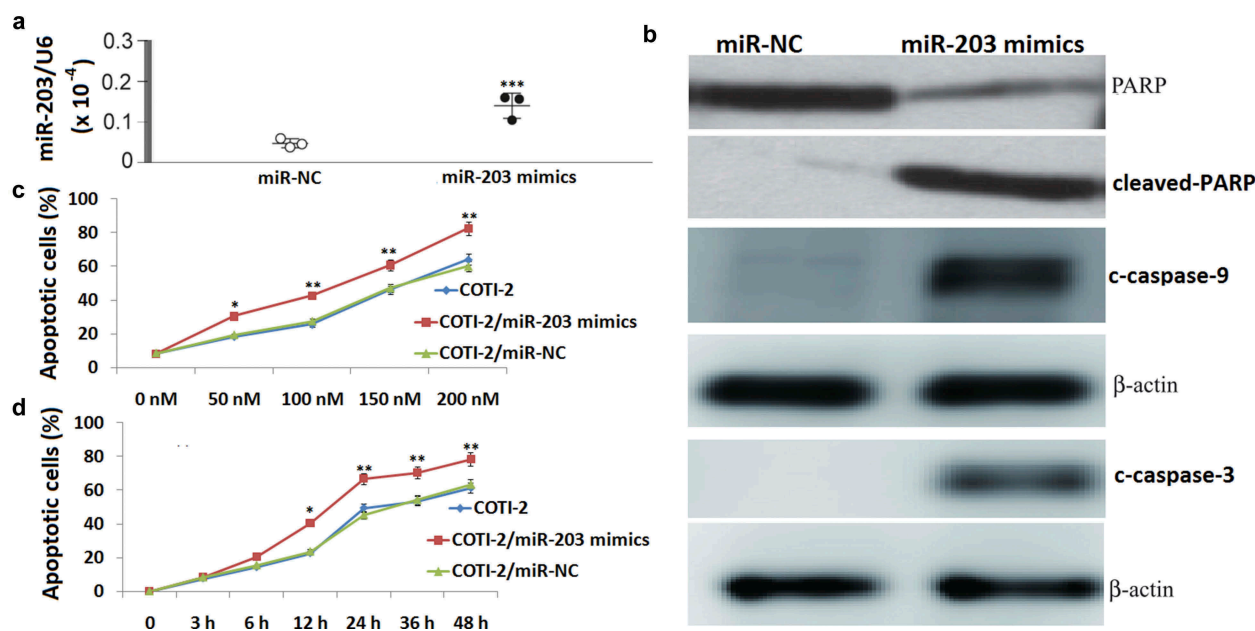 a
miR-203/U6
(x 10⁻⁴)
0.3
0.2
0.1
0
***
miR-NC
miR-203 mimics
b
miR-NC
miR-203 mimics
PARP
cleaved-PARP
c-caspase-9
β-actin
c-caspase-3
β-actin
c
Apoptotic cells (%)
100
80
60
40
20
0
*
**
**
**
COTI-2
COTI-2/miR-203 mimics
COTI-2/miR-NC
0 nM 50 nM 100 nM 150 nM 200 nM
d
Apoptotic cells (%)
100
80
60
40
20
0
*
**
**
**
COTI-2
COTI-2/miR-203 mimics
COTI-2/miR-NC
0 3 h 6 h 12 h 24 h 36 h 48 h